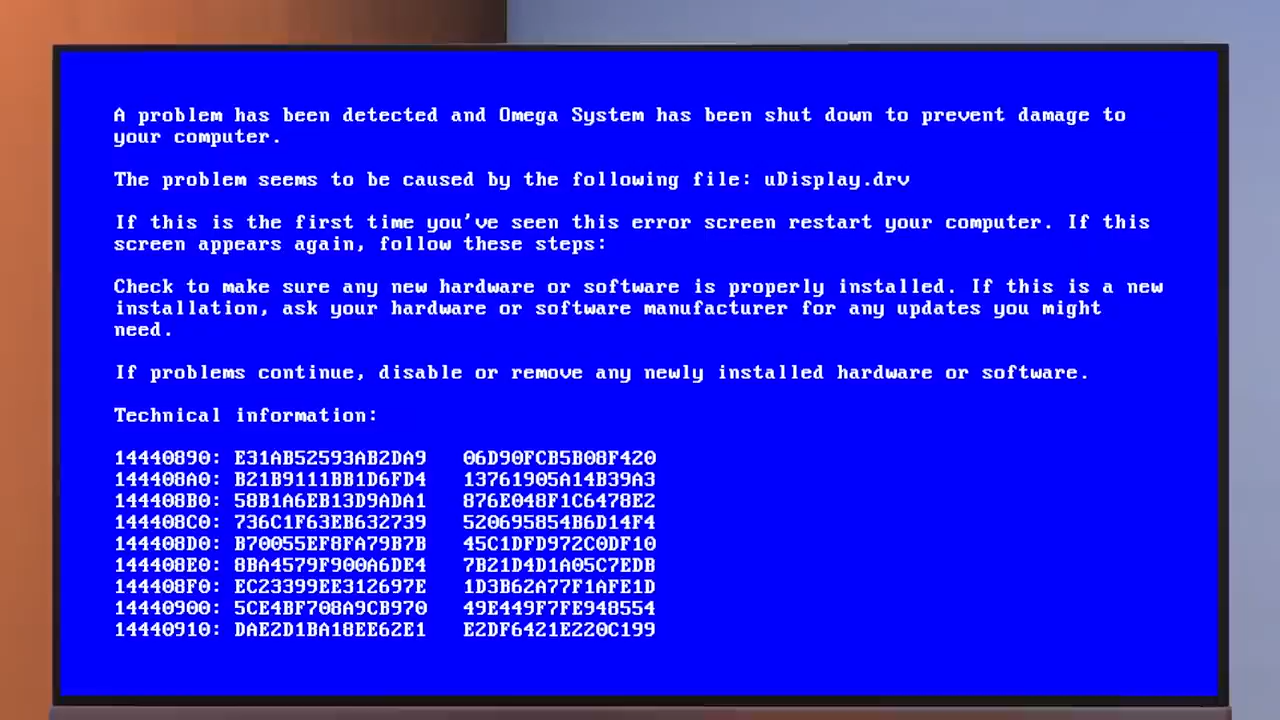 A problem has been detected and Omega System has been shut down to prevent damage to
your computer.
The problem seems to be caused by the following file: uDisplay.drv
If this is the first time you've seen this error screen restart your computer. If this
screen appears again, follow these steps:
Check to make sure any new hardware or software is properly installed. If this is a new
installation, ask your hardware or software manufacturer for any updates you might
need.
If problems continue, disable or remove any newly installed hardware or software.
Technical information:
14440890: E31AB52593AB2DA9 06D90FCB5B08F420
144408A0: B21B9111BB1D6FD4 13761905A14B39A3
144408B0: 58B1A6EB13D9ADA1 876E048F1C6478E2
144408C0: 736C1F63EB632739 520695854B6D14F4
144408D0: B70055EF8FA79B7B 45C1DFD972C0DF10
144408E0: 8BA4579F900A6DE4 7B21D4D1A05C7EDB
144408F0: EC23399EE312697E 1D3B62A77F1AFE1D
14440900: 5CE4BF708A9CB970 49E449F7FE948554
14440910: DAE2D1BA18EE62E1 E2DF6421E220C199